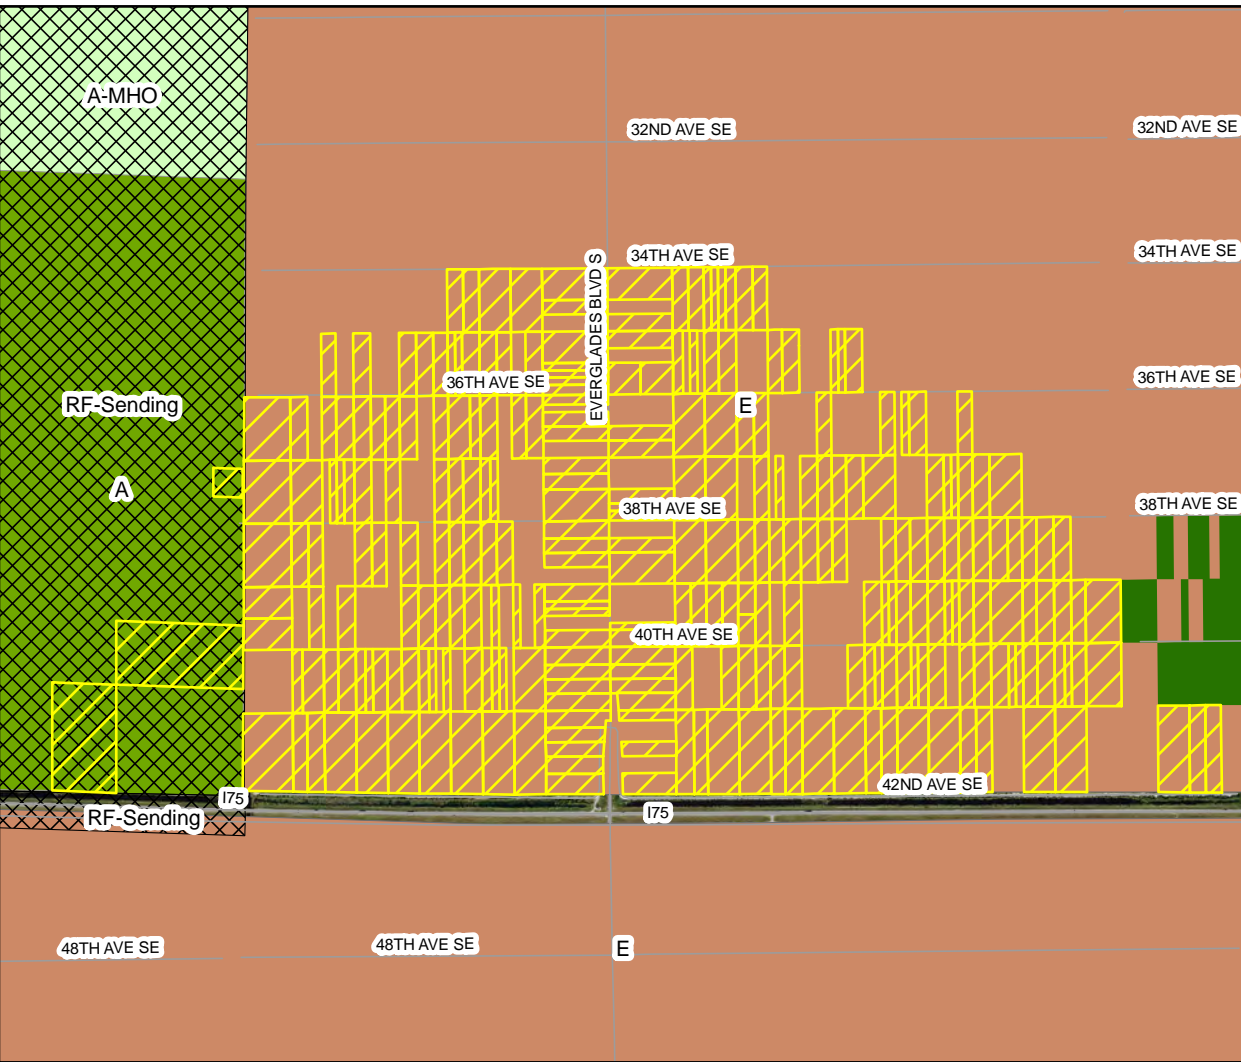 A-MHO
32ND AVE SE
32ND AVE SE
34TH AVE SE
34TH AVE SE
EVERGLADES BLVD S
36TH AVE SE
36TH AVE SE
RF-Sending
E
A
38TH AVE SE
38TH AVE SE
40TH AVE SE
42ND AVE SE
I75
I75
RF-Sending
48TH AVE SE
48TH AVE SE
E